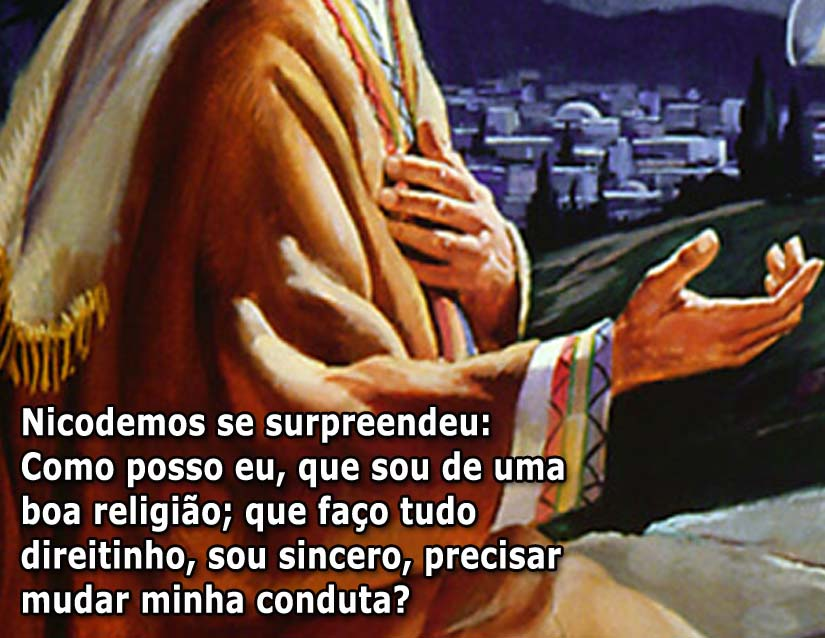 Nicodemos se surpreendeu:
Como posso eu, que sou de uma
boa religião; que faço tudo
direitinho, sou sincero, precisar
mudar minha conduta?